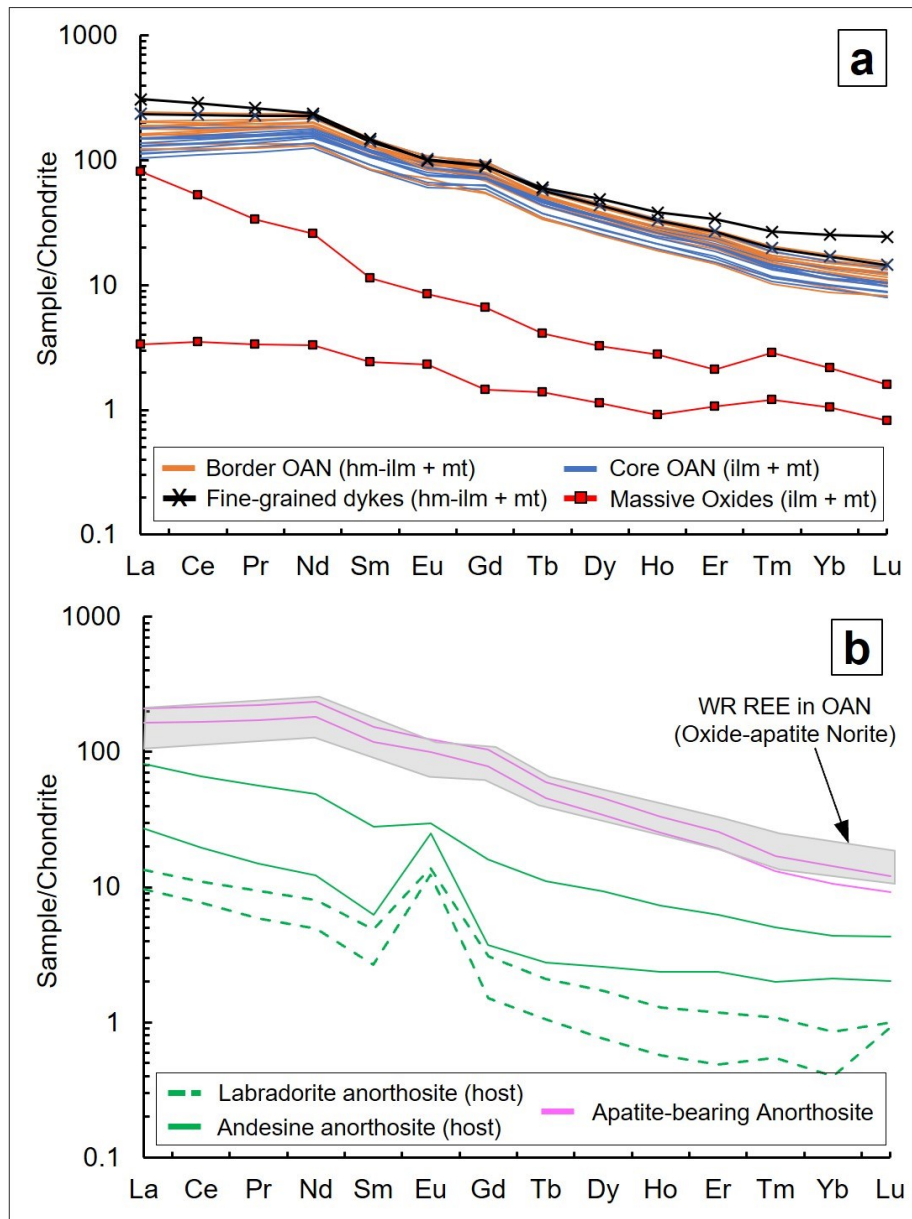 a
1000
100
10
1
0.1
Sample/Chondrite
Border OAN (hm-ilm + mt)
Core OAN (ilm + mt)
Fine-grained dykes (hm-ilm + mt)
Massive Oxides (ilm + mt)
La Ce Pr Nd Sm Eu Gd Tb Dy Ho Er Tm Yb Lu
b
1000
100
10
1
0.1
Sample/Chondrite
WR REE in OAN
(Oxide-apatite Norite)
Labradorite anorthosite (host)
Andesine anorthosite (host)
Apatite-bearing Anorthosite
La Ce Pr Nd Sm Eu Gd Tb Dy Ho Er Tm Yb Lu